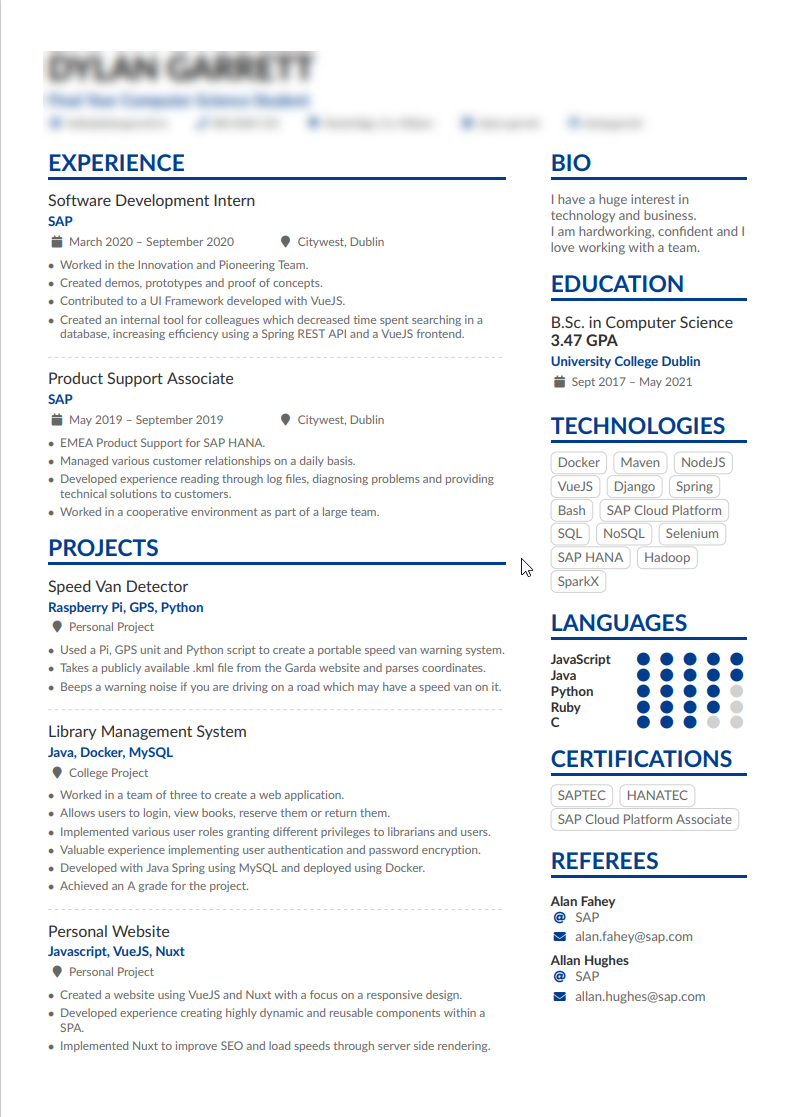 DYLAN GARRETT
EXPERIENCE
Software Development Intern
SAP
March 2020 – September 2020 Citywest, Dublin
• Worked in the Innovation and Pioneering Team.
• Created demos, prototypes and proof of concepts.
• Contributed to a UI Framework developed with VueJS.
• Created an internal tool for colleagues which decreased time spent searching in a
database, increasing efficiency using a Spring REST API and a VueJS frontend.
Product Support Associate
SAP
May 2019 – September 2019 Citywest, Dublin
• EMEA Product Support for SAP HANA.
• Managed various customer relationships on a daily basis.
• Developed experience reading through log files, diagnosing problems and providing
technical solutions to customers.
• Worked in a cooperative environment as part of a large team.
PROJECTS
Speed Van Detector
Raspberry Pi, GPS, Python
Personal Project
• Used a Pi, GPS unit and Python script to create a portable speed van warning system.
• Takes a publicly available .kml file from the Garda website and parses coordinates.
• Beeps a warning noise if you are driving on a road which may have a speed van on it.
Library Management System
Java, Docker, MySQL
College Project
• Worked in a team of three to create a web application.
• Allows users to login, view books, reserve them or return them.
• Implemented various user roles granting different privileges to librarians and users.
• Valuable experience implementing user authentication and password encryption.
• Developed with Java Spring using MySQL and deployed using Docker.
• Achieved an A grade for the project.
Personal Website
Javascript, VueJS, Nuxt
Personal Project
• Created a website using VueJS and Nuxt with a focus on a responsive design.
• Developed experience creating highly dynamic and reusable components within a
SPA.
• Implemented Nuxt to improve SEO and load speeds through server side rendering.
BIO
I have a huge interest in
technology and business.
I am hardworking, confident and I
love working with a team.
EDUCATION
B.Sc. in Computer Science
3.47 GPA
University College Dublin
Sept 2017 – May 2021
TECHNOLOGIES
Docker Maven NodeJS
VueJS Django Spring
Bash SAP Cloud Platform
SQL NoSQL Selenium
SAP HANA Hadoop
SparkX
LANGUAGES
JavaScript
Java
Python
Ruby
C
CERTIFICATIONS
SAPTEC HANATEC
SAP Cloud Platform Associate
REFEREES
Alan Fahey
@ SAP
alan.fahey@sap.com
Allan Hughes
@ SAP
allan.hughes@sap.com